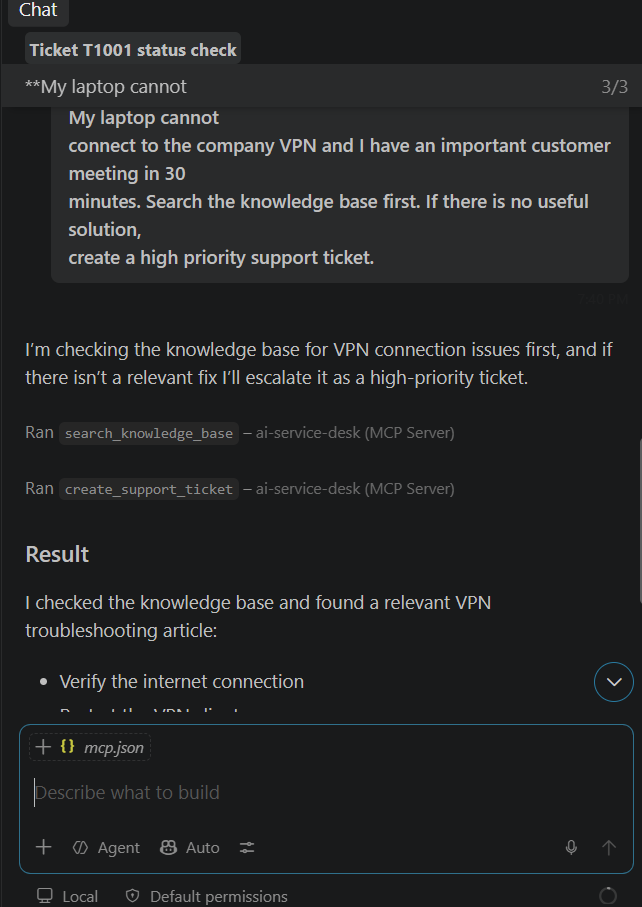 Chat
Ticket T1001 status check
**My laptop cannot
3/3
My laptop cannot
connect to the company VPN and I have an important customer
meeting in 30
minutes. Search the knowledge base first. If there is no useful
solution,
create a high priority support ticket.
I’m checking the knowledge base for VPN connection issues first, and if
there isn’t a relevant fix I’ll escalate it as a high-priority ticket.
Ran search_knowledge_base – ai-service-desk (MCP Server)
Ran create_support_ticket – ai-service-desk (MCP Server)
Result
I checked the knowledge base and found a relevant VPN
troubleshooting article:
• Verify the internet connection
+ {} mcp.json
Describe what to build
+ Agent Auto
Local Default permissions